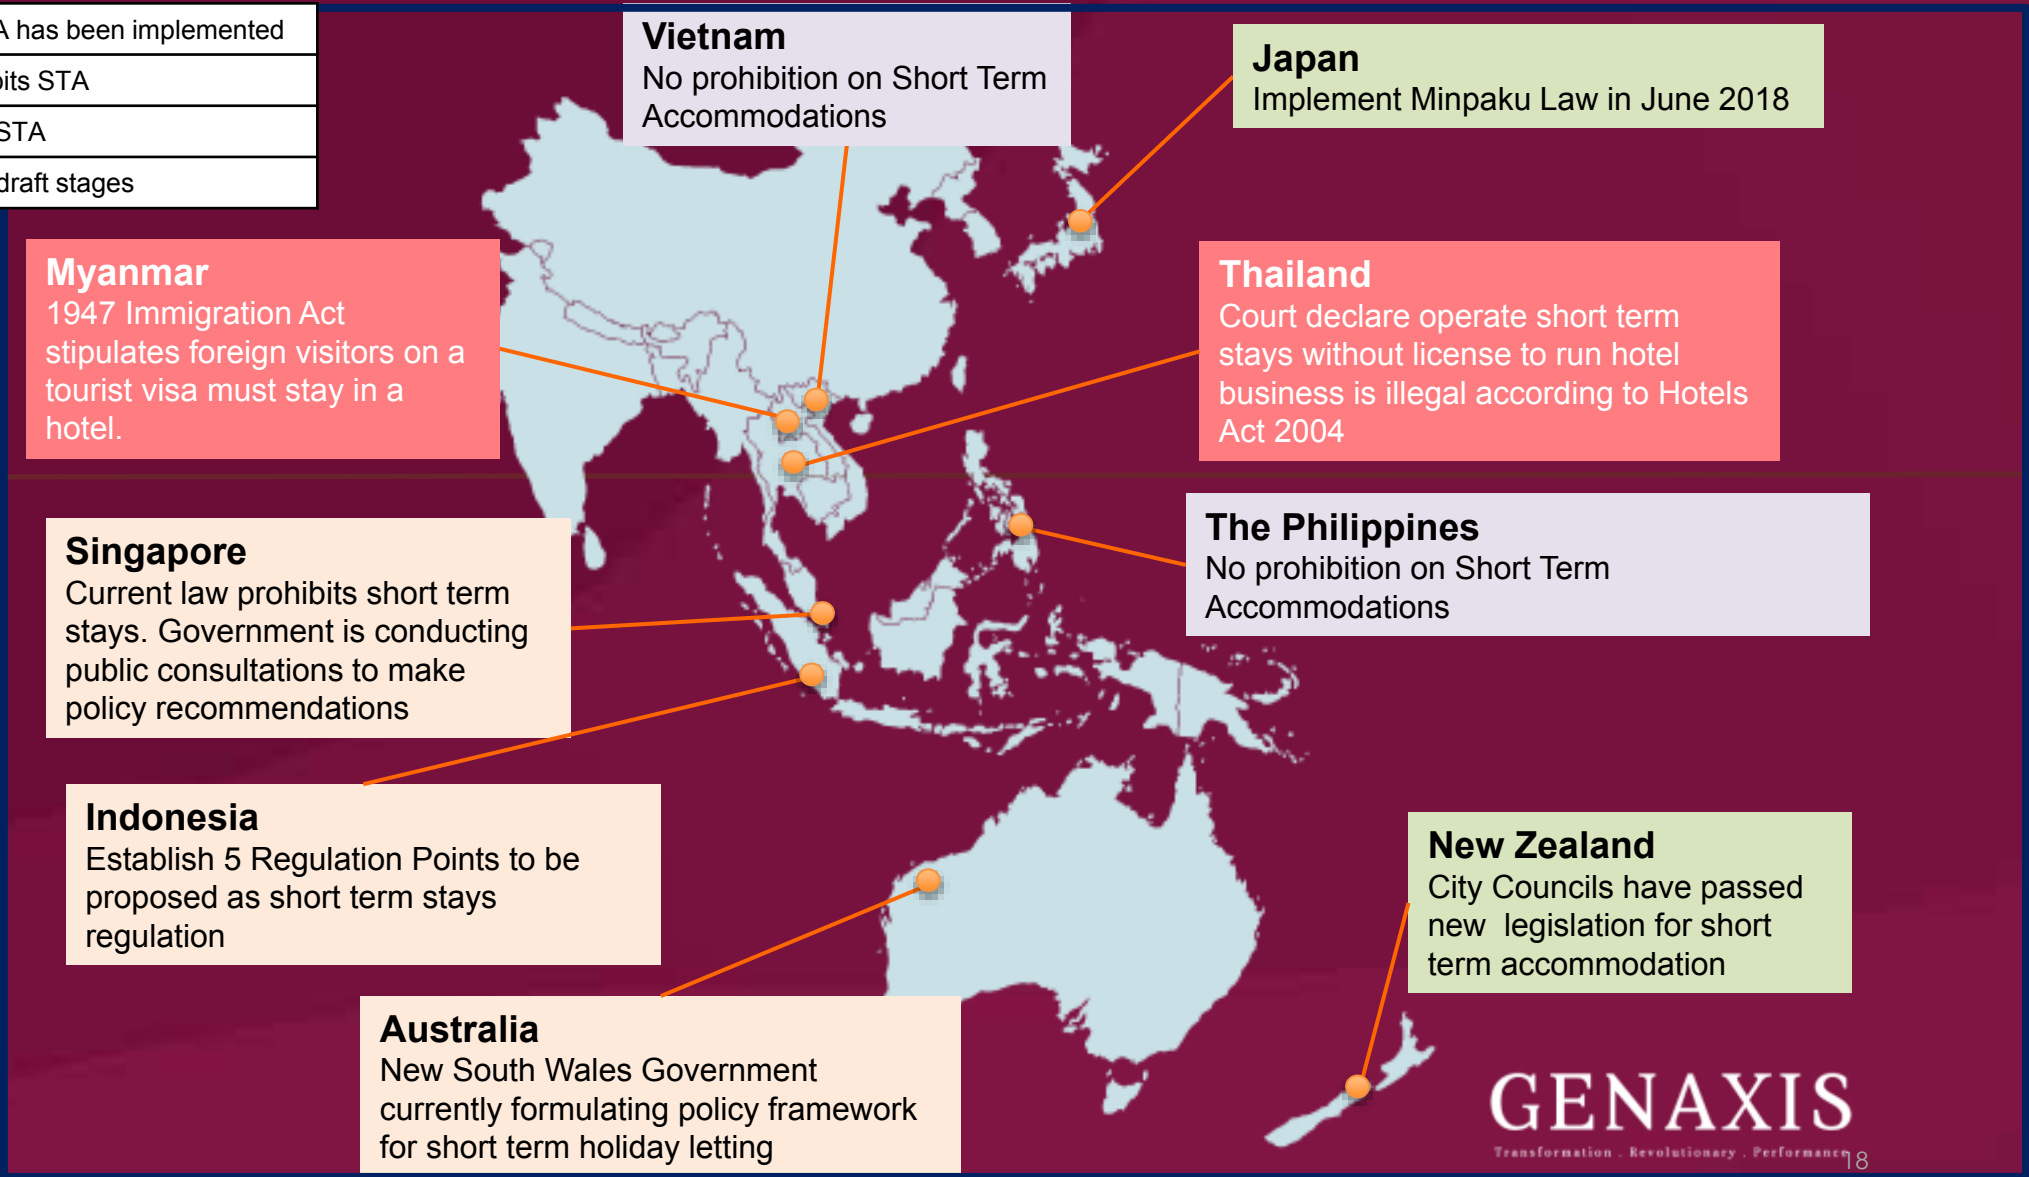 A has been implemented
bits STA
STA
draft stages
Vietnam
No prohibition on Short Term
Accommodations
Japan
Implement Minpaku Law in June 2018
Myanmar
1947 Immigration Act
stipulates foreign visitors on a
tourist visa must stay in a
hotel.
Thailand
Court declare operate short term
stays without license to run hotel
business is illegal according to Hotels
Act 2004
Singapore
Current law prohibits short term
stays. Government is conducting
public consultations to make
policy recommendations
The Philippines
No prohibition on Short Term
Accommodations
Indonesia
Establish 5 Regulation Points to be
proposed as short term stays
regulation
New Zealand
City Councils have passed
new  legislation for short
term accommodation
Australia
New South Wales Government
currently formulating policy framework
for short term holiday letting
GENAXIS
Transformation . Revolutionary . Performance
18